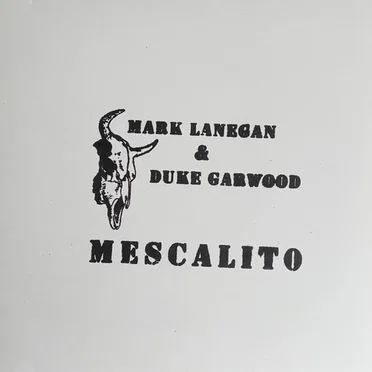 MARK LANEGAN
&
DUKE GARWOOD
MESCALITO